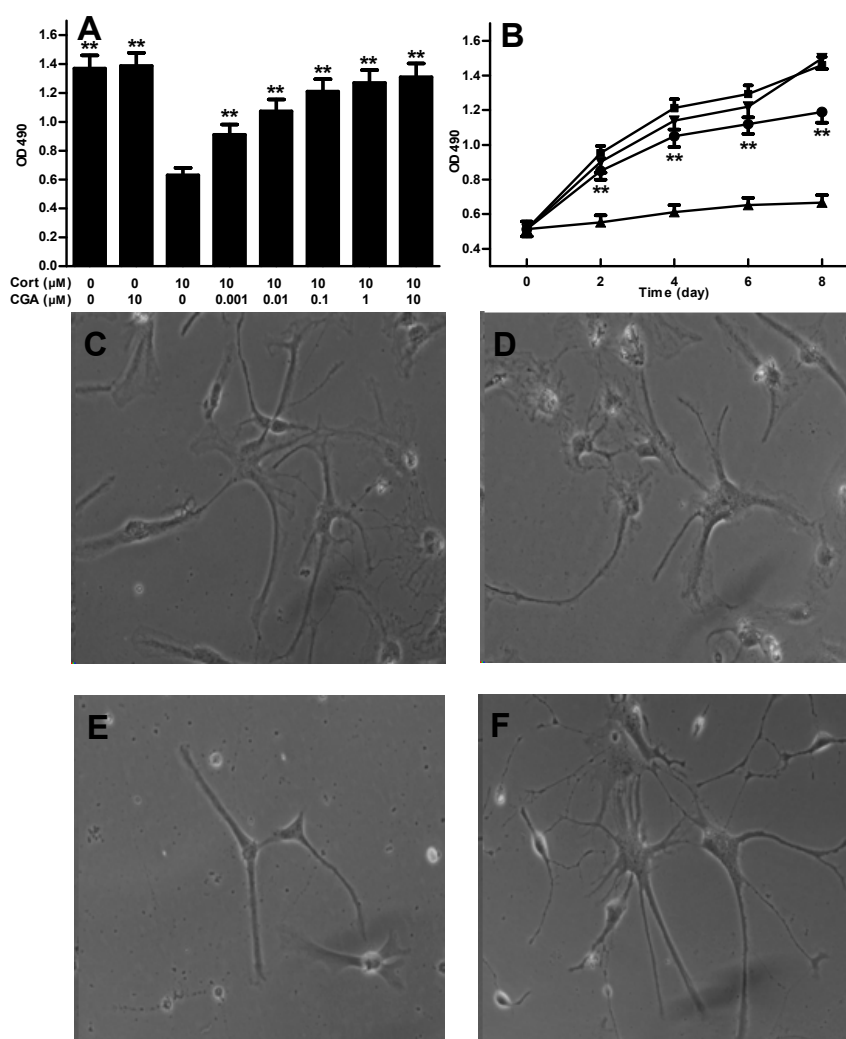 A
1.6
1.4
1.2
1.0
0.8
0.6
0.4
0.2
0.0
OD 490
** ** ** ** ** ** **
Cort (μM) 0 0 10 10 10 10 10 10
CGA (μM) 0 10 0 0.001 0.01 0.1 1 10
B
1.6
1.4
1.2
1.0
0.8
0.6
0.4
OD 490
** ** ** **
0 2 4 6 8
Time (day)
C
D
E
F